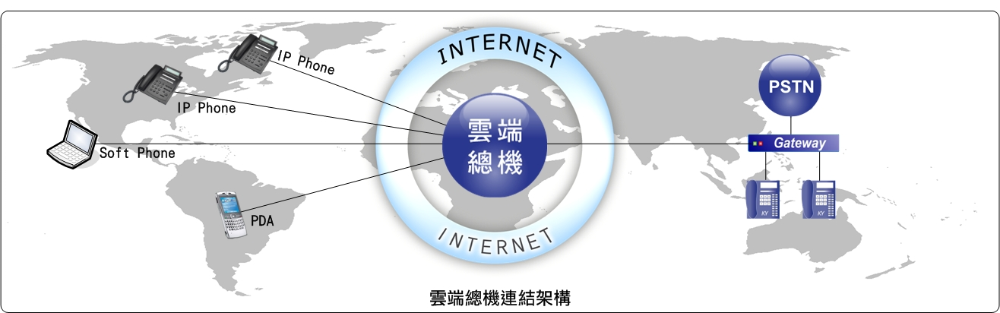 INTERNET
IP Phone
IP Phone
PSTN
雲端
總機
Gateway
Soft Phone
KY
KY
PDA
INTERNET
雲端總機連結架構